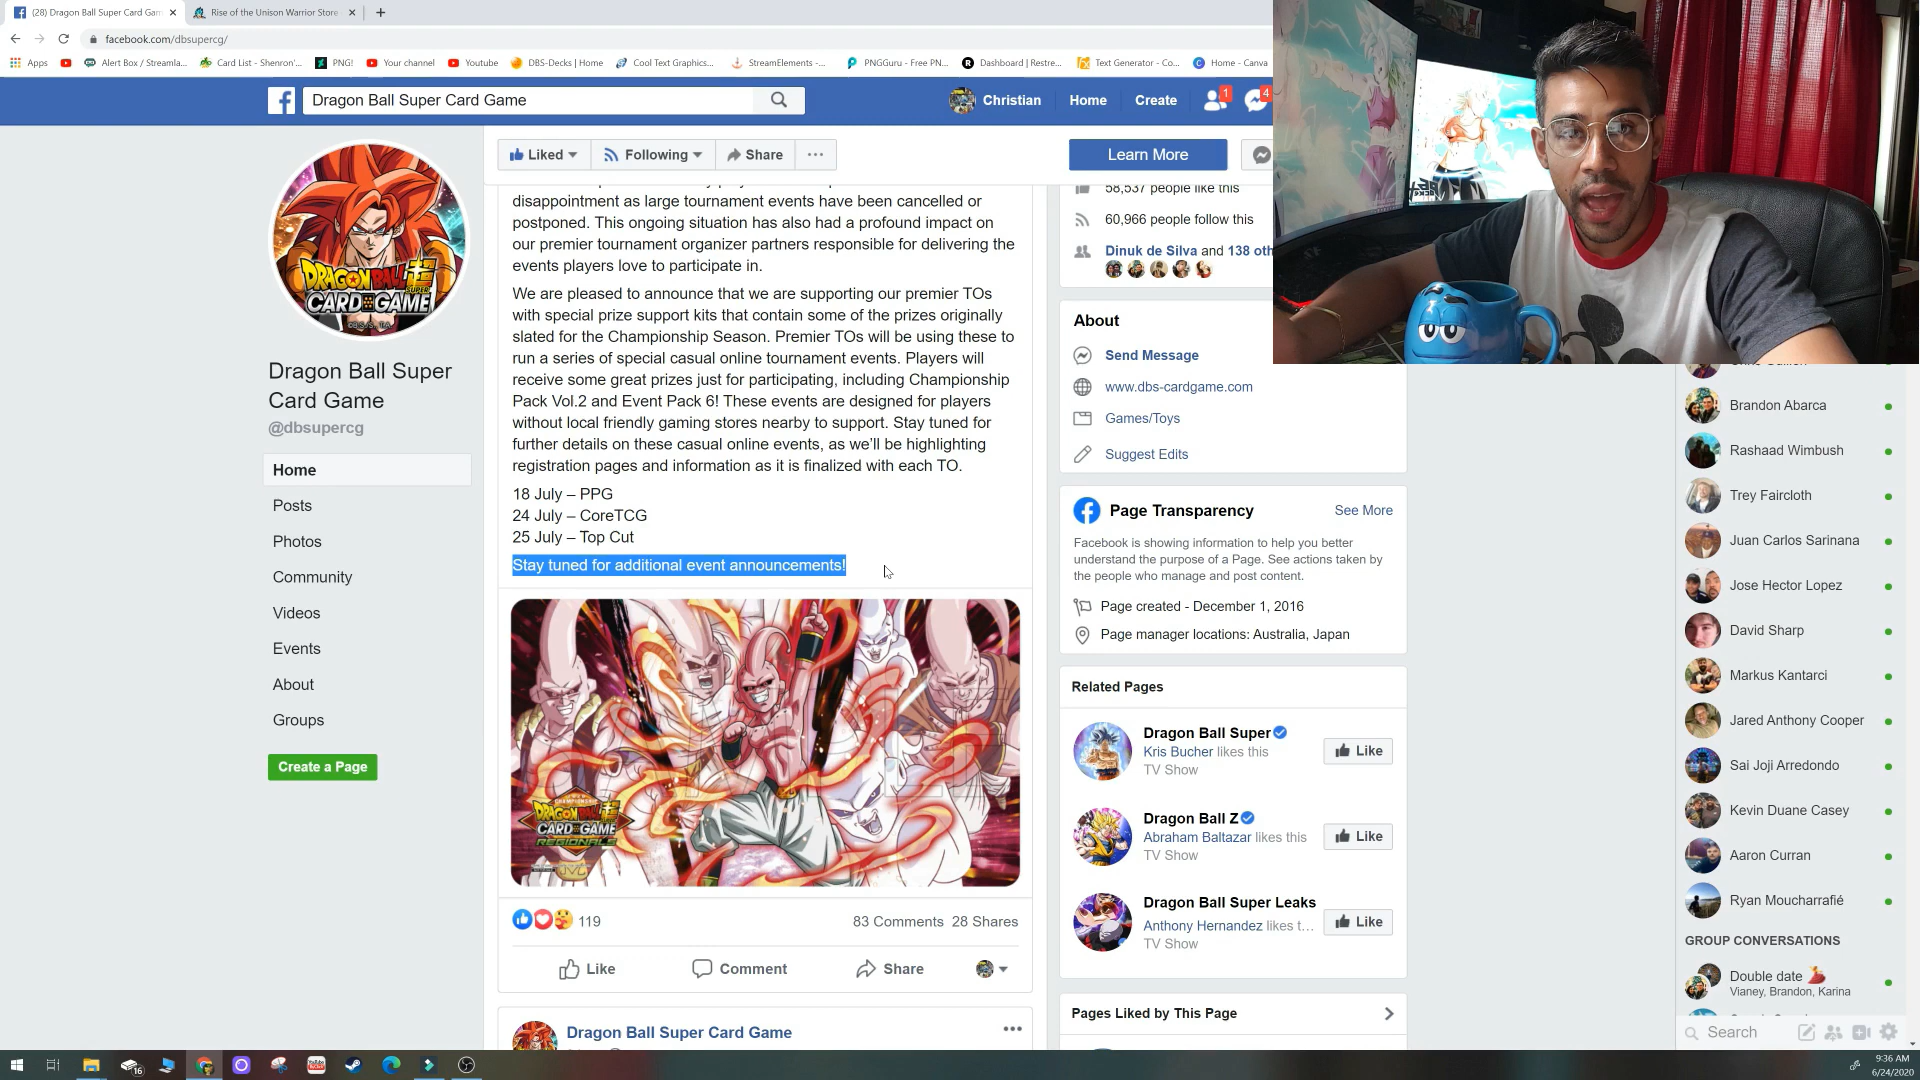 (28) Dragon Ball Super Card Gam
Rise of the Unison Warrior Store
facebook.com/dbsupercg/
Apps
Alert Box / Streamla...
Card List - Shenron'...
PNG!
Your channel
Youtube
DBS-Decks | Home
Cool Text Graphics...
StreamElements -...
PNGGuru - Free PN...
Dashboard | Restre...
Text Generator - Co...
Home - Canva
Dragon Ball Super Card Game
Christian
Home
Create
1
4
Liked
Following
Share
Learn More
DRAGON BALL
SUPER
CARD GAME
Dragon Ball Super
Card Game
@dbsupercg
Home
Posts
Photos
Community
Videos
Events
About
Groups
Create a Page
disappointment as large tournament events have been cancelled or
postponed. This ongoing situation has also had a profound impact on
our premier tournament organizer partners responsible for delivering the
events players love to participate in.
We are pleased to announce that we are supporting our premier TOs
with special prize support kits that contain some of the prizes originally
slated for the Championship Season. Premier TOs will be using these to
run a series of special casual online tournament events. Players will
receive some great prizes just for participating, including Championship
Pack Vol.2 and Event Pack 6! These events are designed for players
without local friendly gaming stores nearby to support. Stay tuned for
further details on these casual online events, as we'll be highlighting
registration pages and information as it is finalized with each TO.
18 July – PPG
24 July – CoreTCG
25 July – Top Cut
Stay tuned for additional event announcements!
CHAMPIONSHIP
DRAGON BALL
CARD GAME
REGIONALS
119
83 Comments 28 Shares
Like
Comment
Share
Dragon Ball Super Card Game
58,537 people like this
60,966 people follow this
Dinuk de Silva and 138 oth
About
Send Message
www.dbs-cardgame.com
Games/Toys
Suggest Edits
Page Transparency
See More
Facebook is showing information to help you better
understand the purpose of a Page. See actions taken by
the people who manage and post content.
Page created - December 1, 2016
Page manager locations: Australia, Japan
Related Pages
Dragon Ball Super
Kris Bucher likes this
TV Show
Like
Dragon Ball Z
Abraham Baltazar likes this
TV Show
Like
Dragon Ball Super Leaks
Anthony Hernandez likes t...
TV Show
Like
Pages Liked by This Page
Brandon Abarca
Rashaad Wimbush
Trey Faircloth
Juan Carlos Sarinana
Jose Hector Lopez
David Sharp
Markus Kantarci
Jared Anthony Cooper
Sai Joji Arredondo
Kevin Duane Casey
Aaron Curran
Ryan Moucharrafié
GROUP CONVERSATIONS
Double date
Vianey, Brandon, Karina
Search
16
9:36 AM
6/24/2020